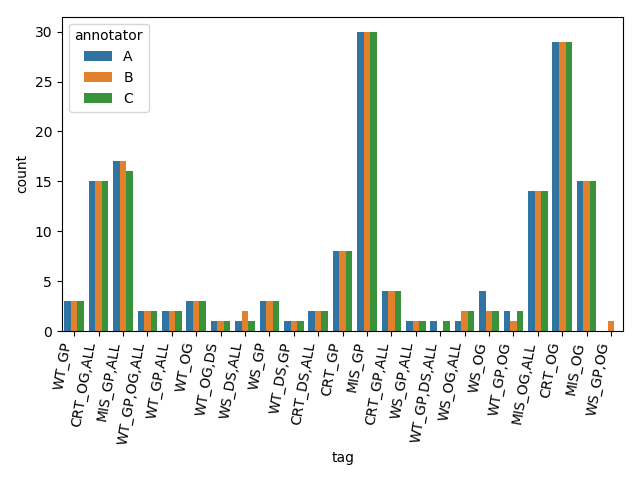 annotator
A
B
C
count
30
25
20
15
10
5
0
WT_GP
CRT_OG,ALL
MIS_GP,ALL
WT_GP,OG,ALL
WT_GP,ALL
WT_OG
WT_OG,DS
WS_DS,ALL
WS_GP
WT_DS,GP
CRT_DS,ALL
CRT_GP
MIS_GP
CRT_GP,ALL
WS_GP,ALL
WT_GP,DS,ALL
WS_OG,ALL
WS_OG
WT_GP,OG
MIS_OG,ALL
CRT_OG
MIS_OG
WS_GP,OG
tag